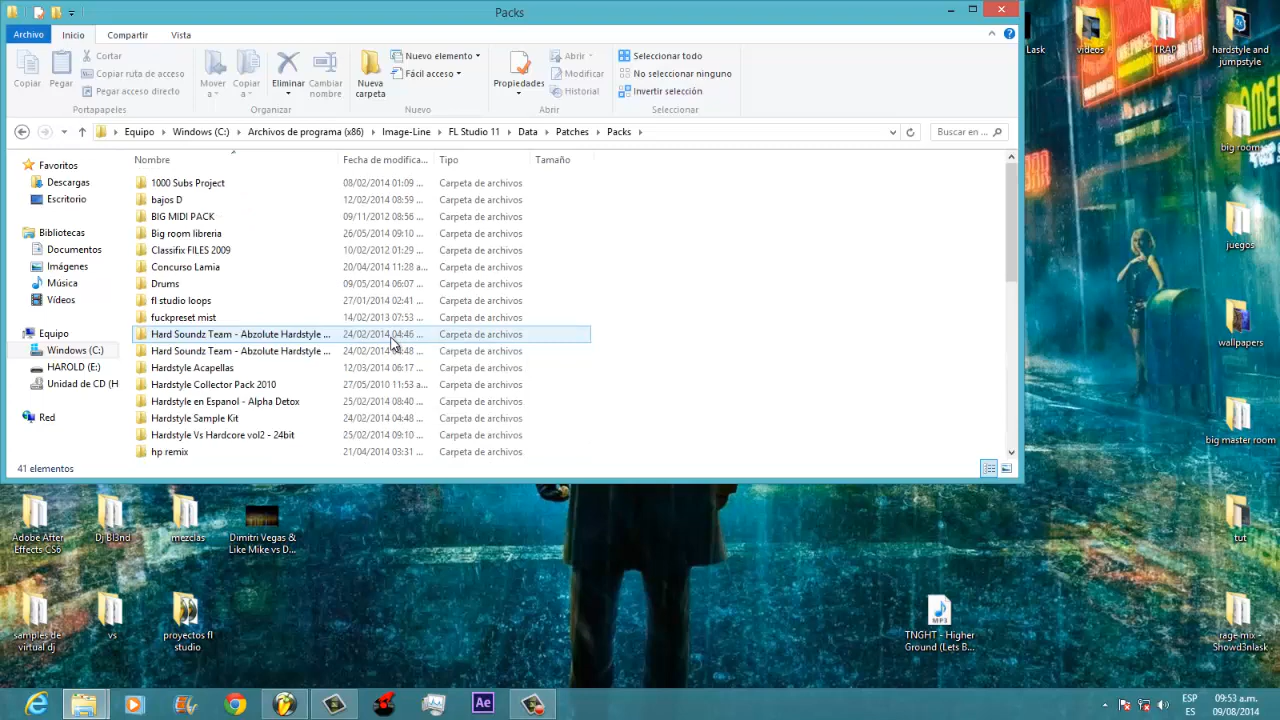 Packs
Archivo Inicio Compartir Vista
Copiar
Pegar
Cortar
Copiar ruta de acceso
Pegar acceso directo
Portapapeles
Mover a
Copiar a
Eliminar
Cambiar nombre
Organizar
Nueva carpeta
Nuevo elemento
Fácil acceso
Nuevo
Propiedades
Abrir
Modificar
Historial
Abrir
Seleccionar todo
No seleccionar ninguno
Invertir selección
Seleccionar
Equipo Windows (C:) Archivos de programa (x86) Image-Line FL Studio 11 Data Patches Packs
Buscar en ...
Favoritos
Descargas
Escritorio
Bibliotecas
Documentos
Imágenes
Música
Vídeos
Equipo
Windows (C:)
HAROLD (E:)
Unidad de CD (H
Red
Nombre Fecha de modifica... Tipo Tamaño
1000 Subs Project 08/02/2014 01:09 ... Carpeta de archivos
bajos D 12/02/2014 08:59 ... Carpeta de archivos
BIG MIDI PACK 09/11/2012 08:56 ... Carpeta de archivos
Big room libreria 26/05/2014 09:10 ... Carpeta de archivos
Classifix FILES 2009 10/02/2012 01:29 ... Carpeta de archivos
Concurso Lamia 20/04/2014 11:28 a... Carpeta de archivos
Drums 09/05/2014 06:07 ... Carpeta de archivos
fl studio loops 27/01/2014 02:41 ... Carpeta de archivos
fuckpreset mist 14/02/2013 07:53 ... Carpeta de archivos
Hard Soundz Team - Abzolute Hardstyle ... 24/02/2014 04:46 ... Carpeta de archivos
Hard Soundz Team - Abzolute Hardstyle ... 24/02/2014 04:48 ... Carpeta de archivos
Hardstyle Acapellas 12/03/2014 06:17 ... Carpeta de archivos
Hardstyle Collector Pack 2010 27/05/2010 11:53 a... Carpeta de archivos
Hardstyle en Espanol - Alpha Detox 25/02/2014 08:40 ... Carpeta de archivos
Hardstyle Sample Kit 24/02/2014 04:48 ... Carpeta de archivos
Hardstyle Vs Hardcore vol2 - 24bit 25/02/2014 09:10 ... Carpeta de archivos
hp remix 21/04/2014 03:31 ... Carpeta de archivos
41 elementos
Lask
videos
TRAP
hardstyle and
jumpstyle
big room
juegos
wallpapers
big master room
tut
rage mix -
Showd3nlask
Adobe After
Effects CS6
Dj Bl3nd
mezclas
Dimitri Vegas &
Like Mike vs D...
samples de
virtual dj
vs
proyectos fl
studio
MP3
TNGHT - Higher
Ground (Lets B...
Ae
ESP
ES
09:53 a.m.
09/08/2014